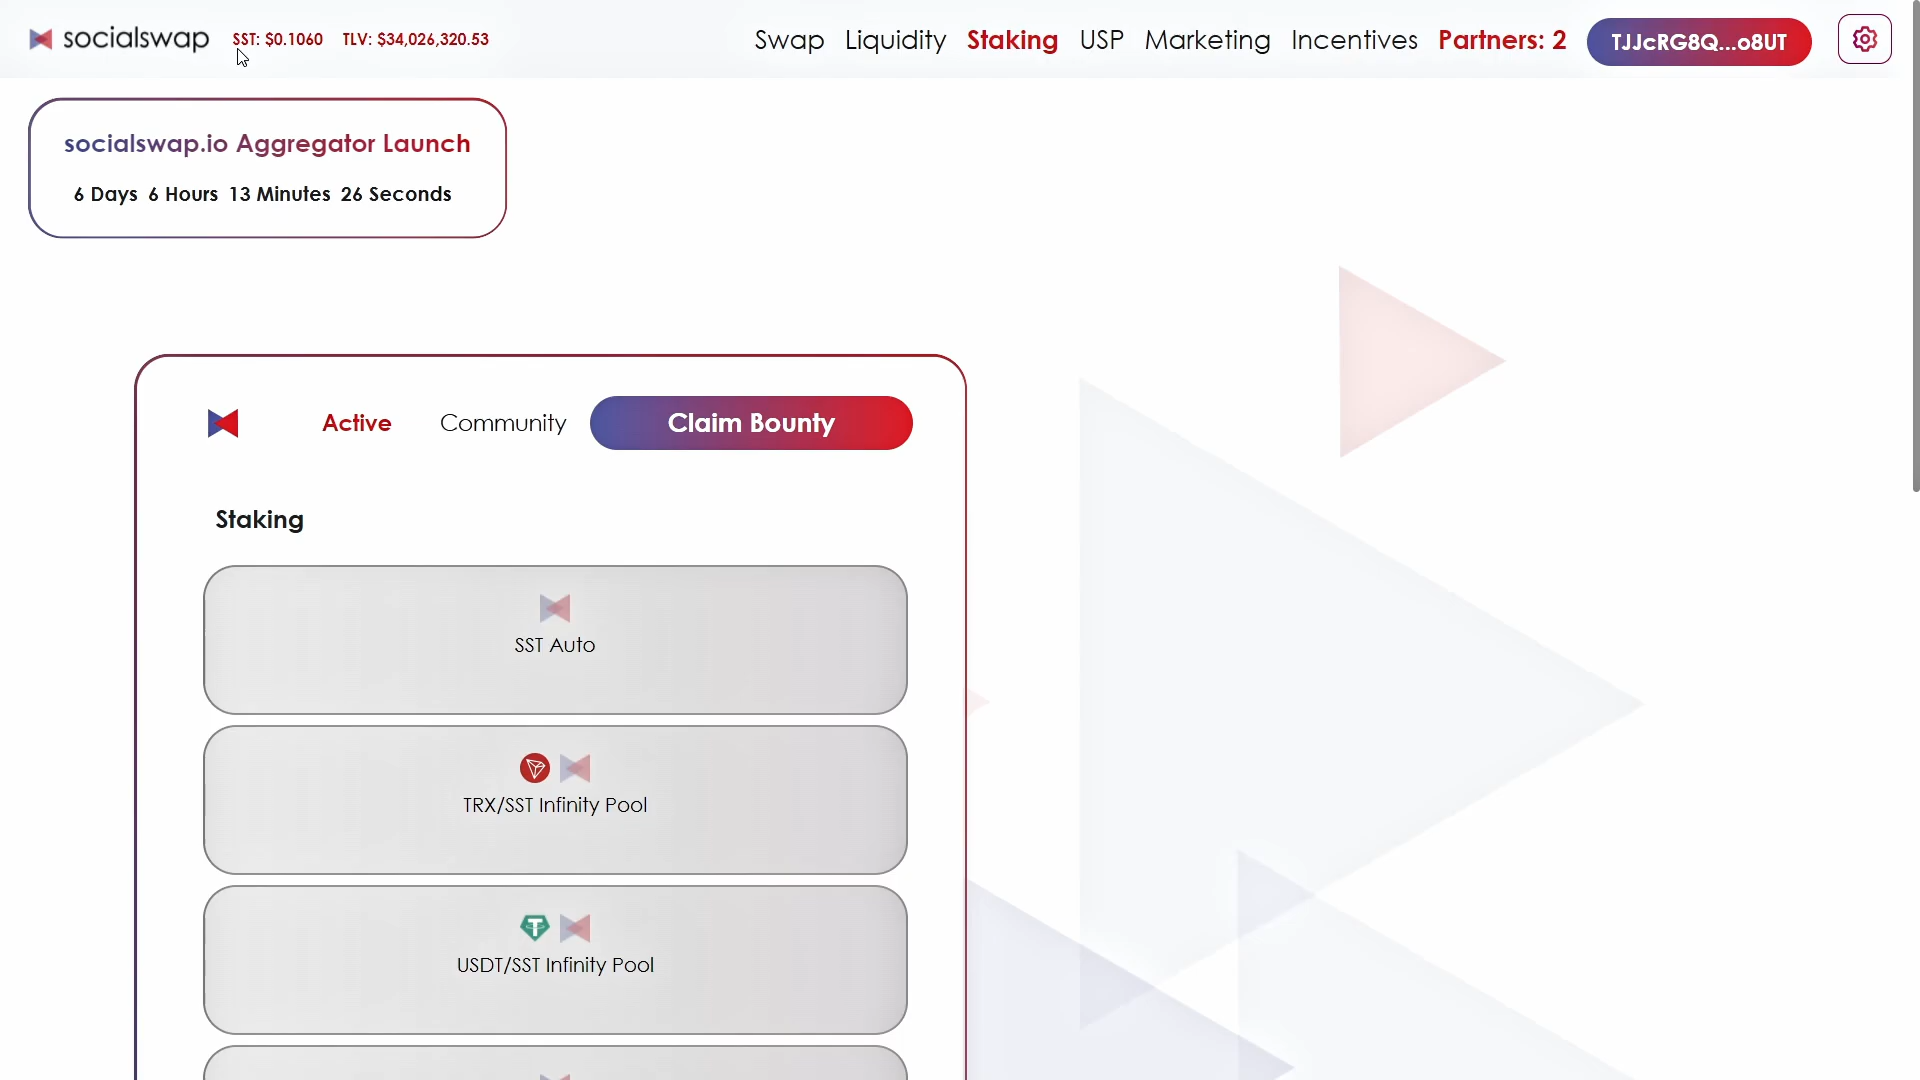 socialswap SST: $0.1060 TLV: $34,026,320.53 Swap Liquidity Staking USP Marketing Incentives Partners: 2 TJJcRG8Q...o8UT
socialswap.io Aggregator Launch
6 Days 6 Hours 13 Minutes 26 Seconds
Active Community Claim Bounty
Staking
SST Auto
TRX/SST Infinity Pool
USDT/SST Infinity Pool